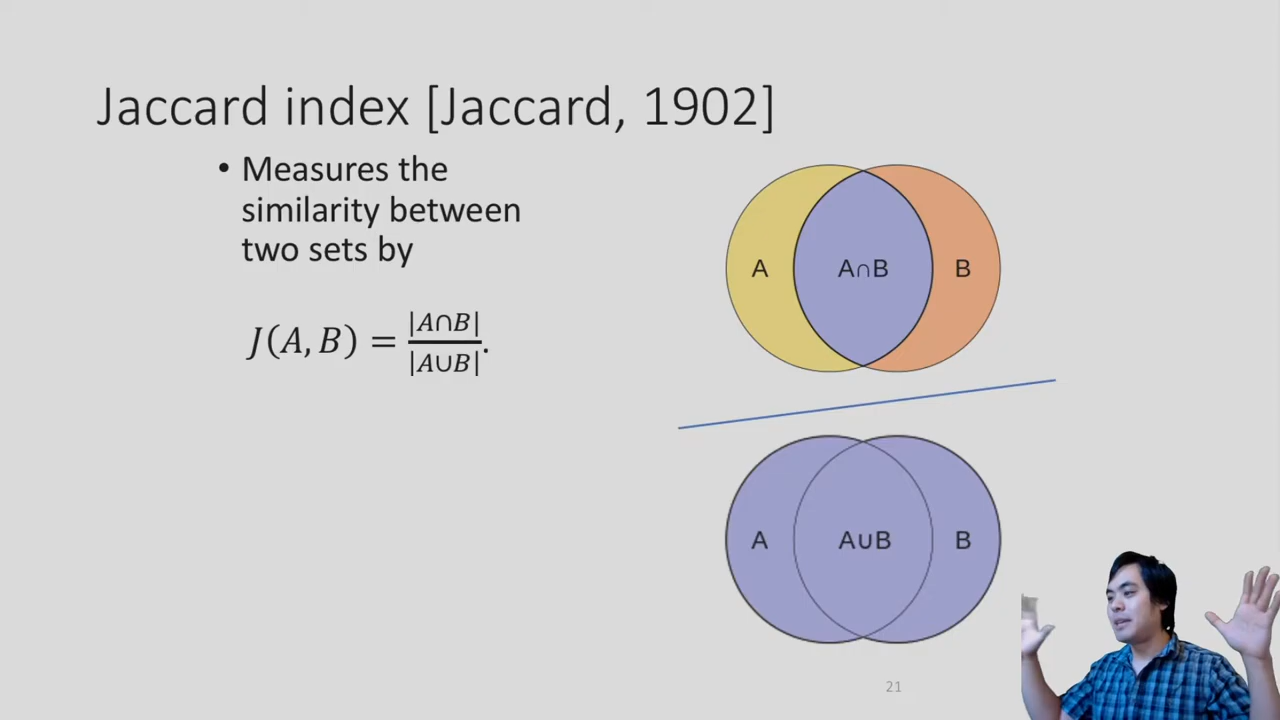 Jaccard index [Jaccard, 1902]
• Measures the
similarity between
two sets by
J(A, B) = |A∩B| / |A∪B|.
A A∩B B
A A∪B B
21